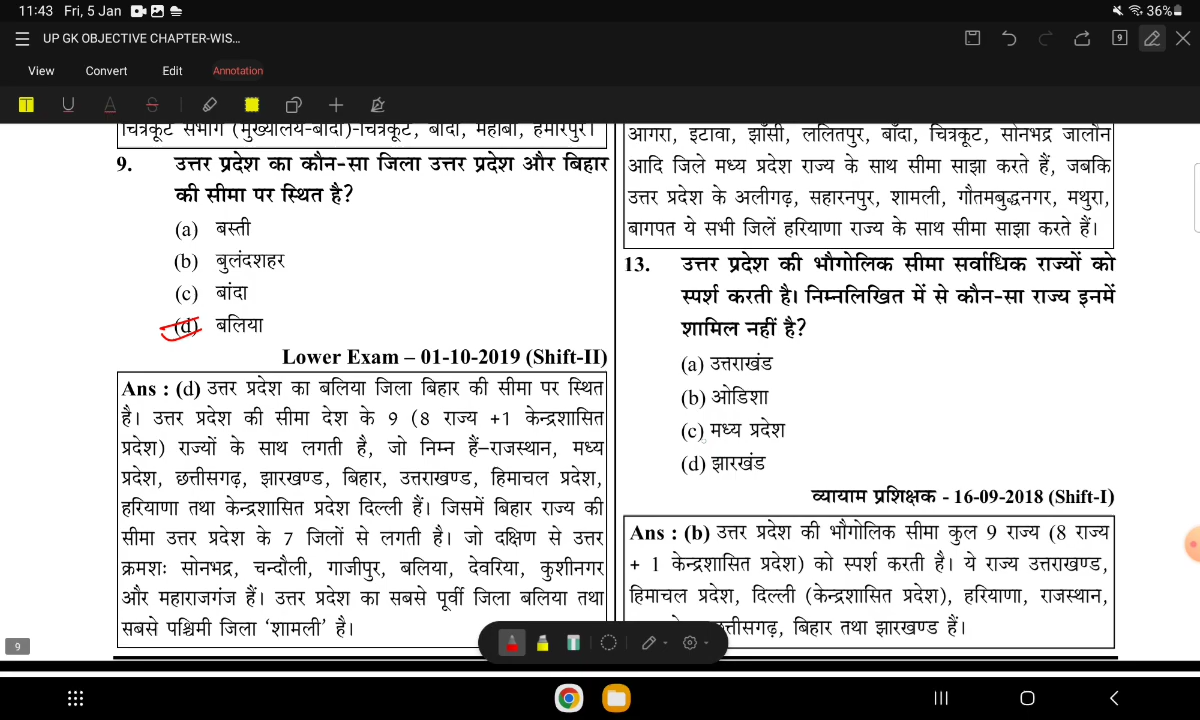 11:43 Fri, 5 Jan
36%
UP GK OBJECTIVE CHAPTER-WIS...
9
View Convert Edit Annotation
T U A S
चित्रकूट संभाग (मुख्यालय-बांदा)-चित्रकूट, बांदा, महोबा, हमीरपुर।
9. उत्तर प्रदेश का कौन-सा जिला उत्तर प्रदेश और बिहार
की सीमा पर स्थित है?
(a) बस्ती
(b) बुलंदशहर
(c) बांदा
(d) बलिया
Lower Exam – 01-10-2019 (Shift-II)
Ans : (d) उत्तर प्रदेश का बलिया जिला बिहार की सीमा पर स्थित
है। उत्तर प्रदेश की सीमा देश के 9 (8 राज्य +1 केन्द्रशासित
प्रदेश) राज्यों के साथ लगती है, जो निम्न हैं–राजस्थान, मध्य
प्रदेश, छत्तीसगढ़, झारखण्ड, बिहार, उत्तराखण्ड, हिमाचल प्रदेश,
हरियाणा तथा केन्द्रशासित प्रदेश दिल्ली हैं। जिसमें बिहार राज्य की
सीमा उत्तर प्रदेश के 7 जिलों से लगती है। जो दक्षिण से उत्तर
क्रमशः सोनभद्र, चन्दौली, गाजीपुर, बलिया, देवरिया, कुशीनगर
और महाराजगंज हैं। उत्तर प्रदेश का सबसे पूर्वी जिला बलिया तथा
सबसे पश्चिमी जिला ‘शामली’ है।
आगरा, इटावा, झाँसी, ललितपुर, बाँदा, चित्रकूट, सोनभद्र जालौन
आदि जिले मध्य प्रदेश राज्य के साथ सीमा साझा करते हैं, जबकि
उत्तर प्रदेश के अलीगढ़, सहारनपुर, शामली, गौतमबुद्धनगर, मथुरा,
बागपत ये सभी जिलें हरियाणा राज्य के साथ सीमा साझा करते हैं।
13. उत्तर प्रदेश की भौगोलिक सीमा सर्वाधिक राज्यों को
स्पर्श करती है। निम्नलिखित में से कौन-सा राज्य इनमें
शामिल नहीं है?
(a) उत्तराखंड
(b) ओडिशा
(c) मध्य प्रदेश
(d) झारखंड
व्यायाम प्रशिक्षक - 16-09-2018 (Shift-I)
Ans : (b) उत्तर प्रदेश की भौगोलिक सीमा कुल 9 राज्य (8 राज्य
+ 1 केन्द्रशासित प्रदेश) को स्पर्श करती है। ये राज्य उत्तराखण्ड,
हिमाचल प्रदेश, दिल्ली (केन्द्रशासित प्रदेश), हरियाणा, राजस्थान,
बिहार तथा झारखण्ड हैं।
9